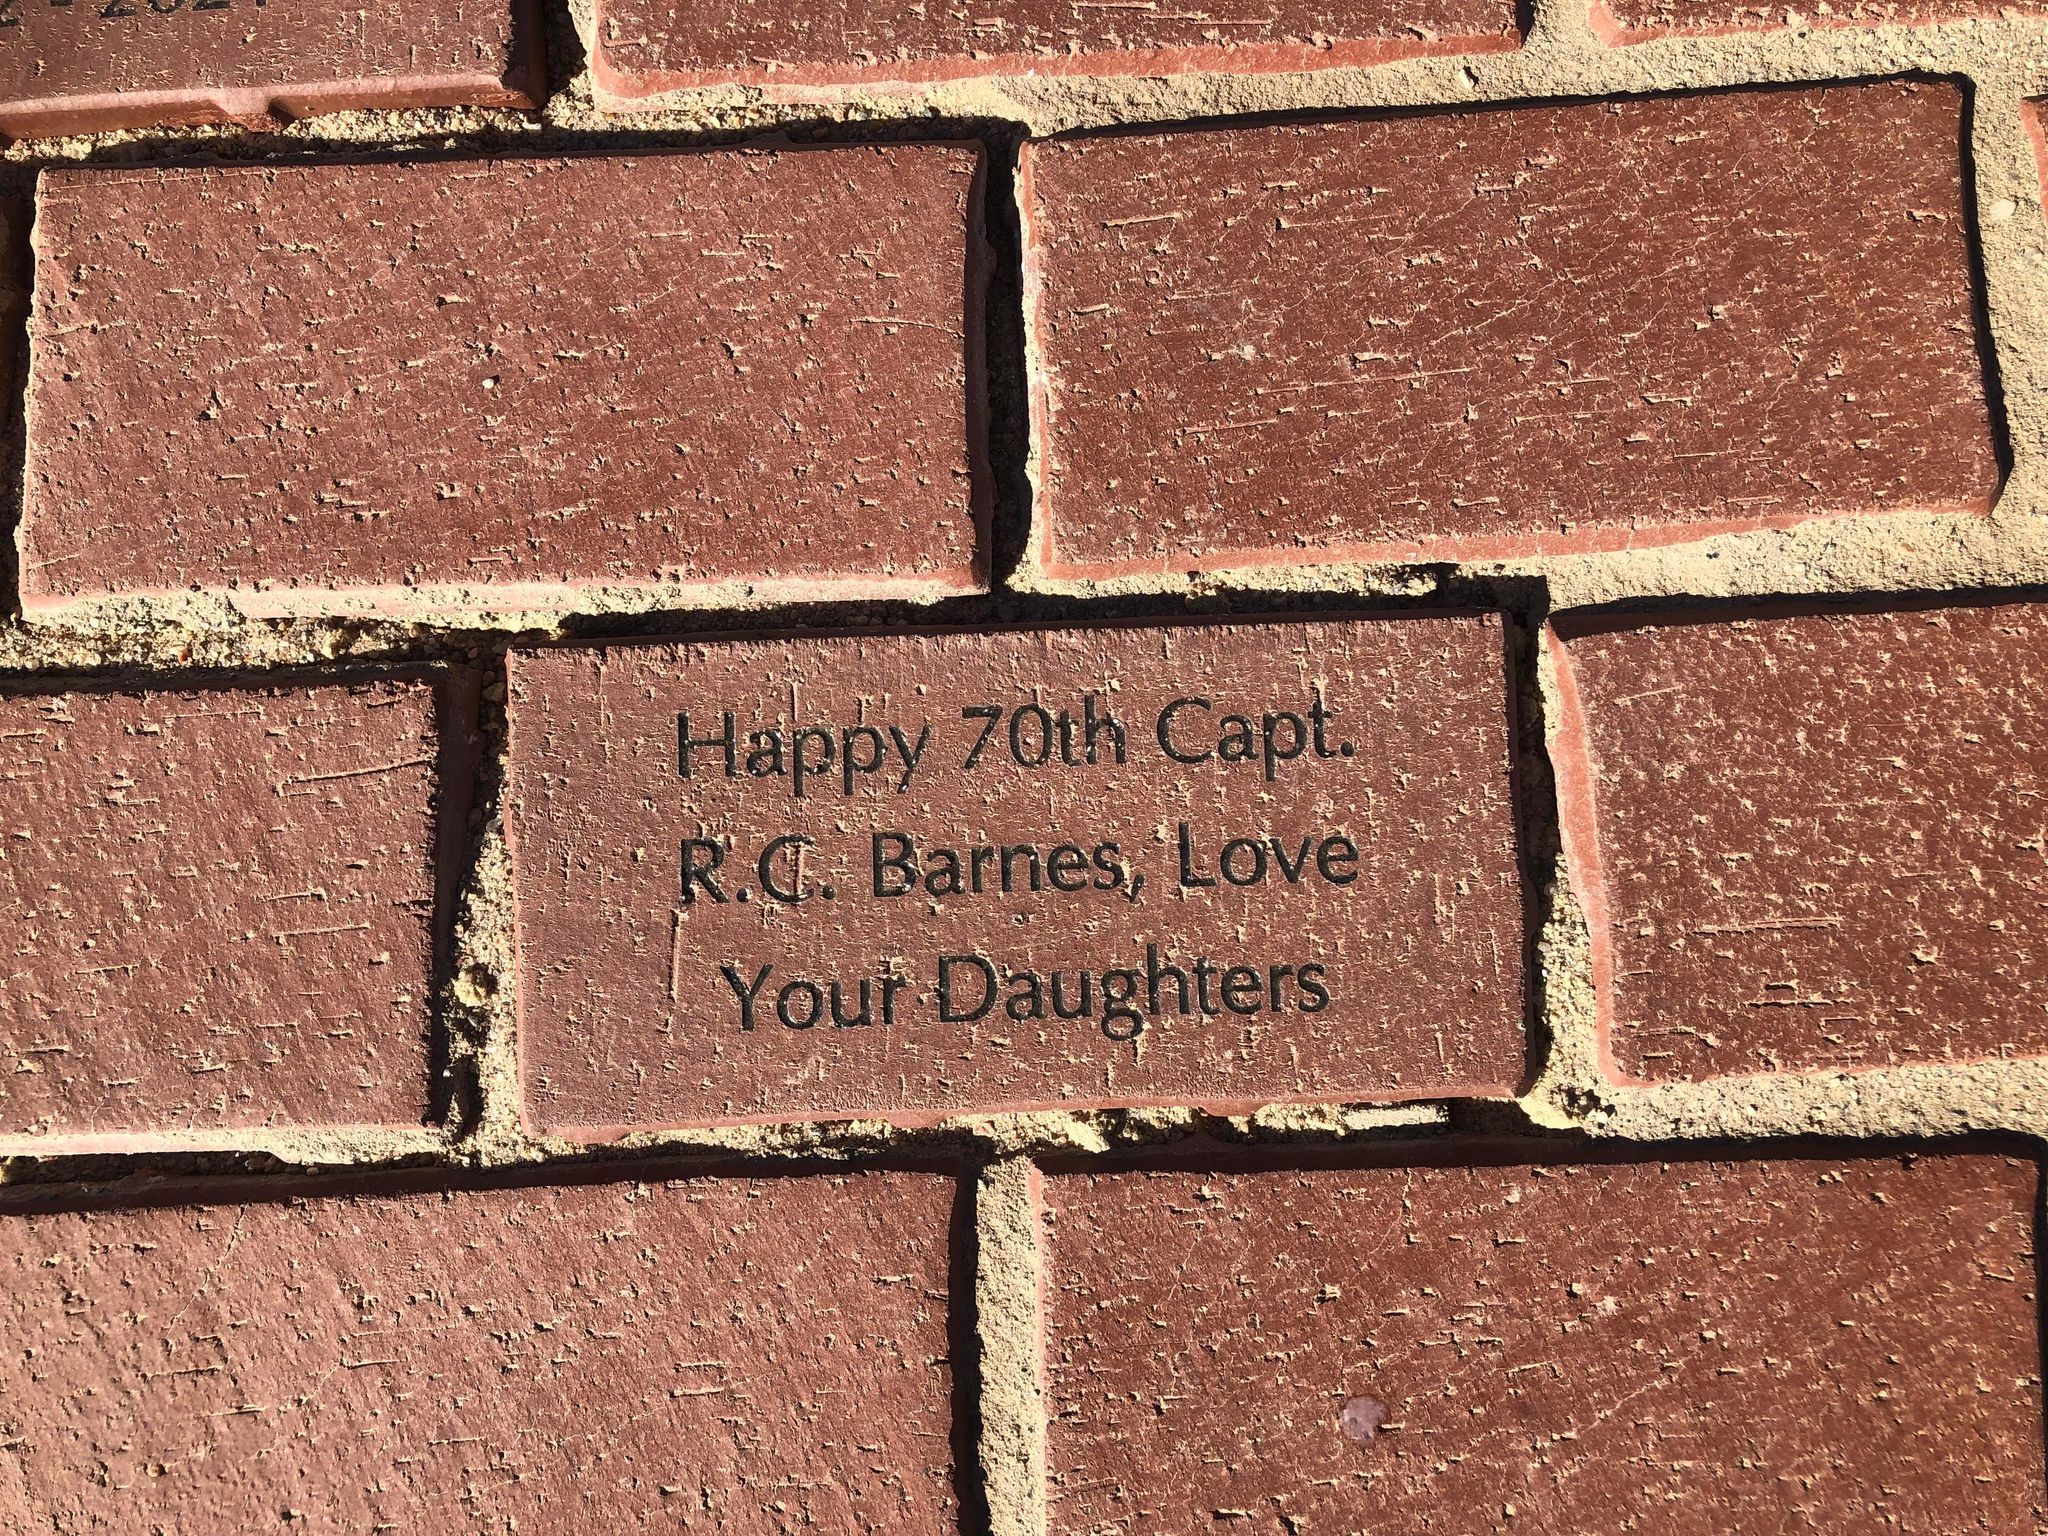 Happy 70th Capt.
R.C. Barnes, Love
Your Daughters